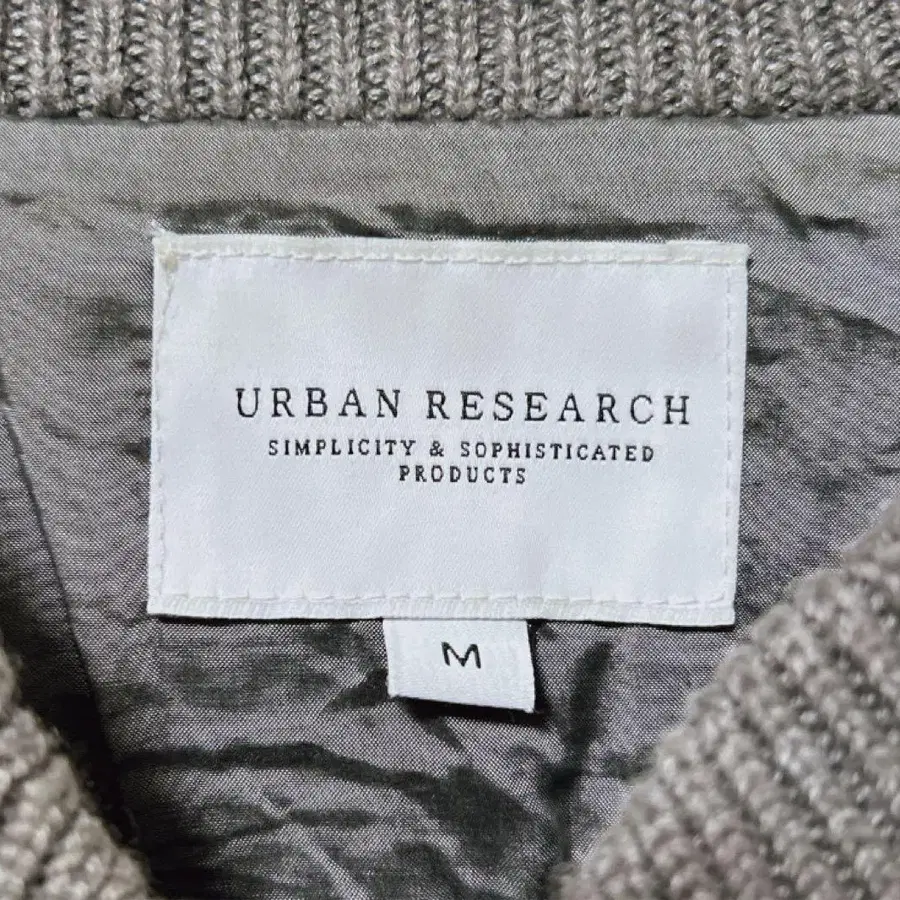 URBAN RESEARCH
SIMPLICITY & SOPHISTICATED
PRODUCTS
M